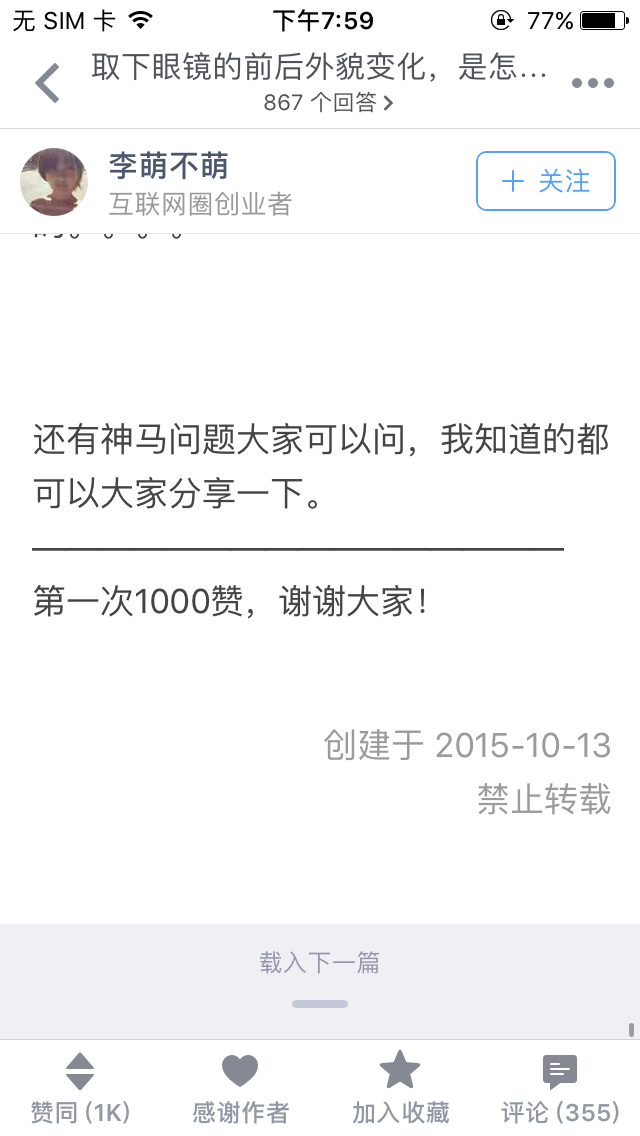 无 SIM 卡 下午7:59 77%
取下眼镜的前后外貌变化，是怎…
867 个回答
李萌不萌
互联网圈创业者
＋ 关注
还有神马问题大家可以问，我知道的都
可以大家分享一下。
第一次1000赞，谢谢大家！
创建于 2015-10-13
禁止转载
载入下一篇
赞同 (1K) 感谢作者 加入收藏 评论 (355)